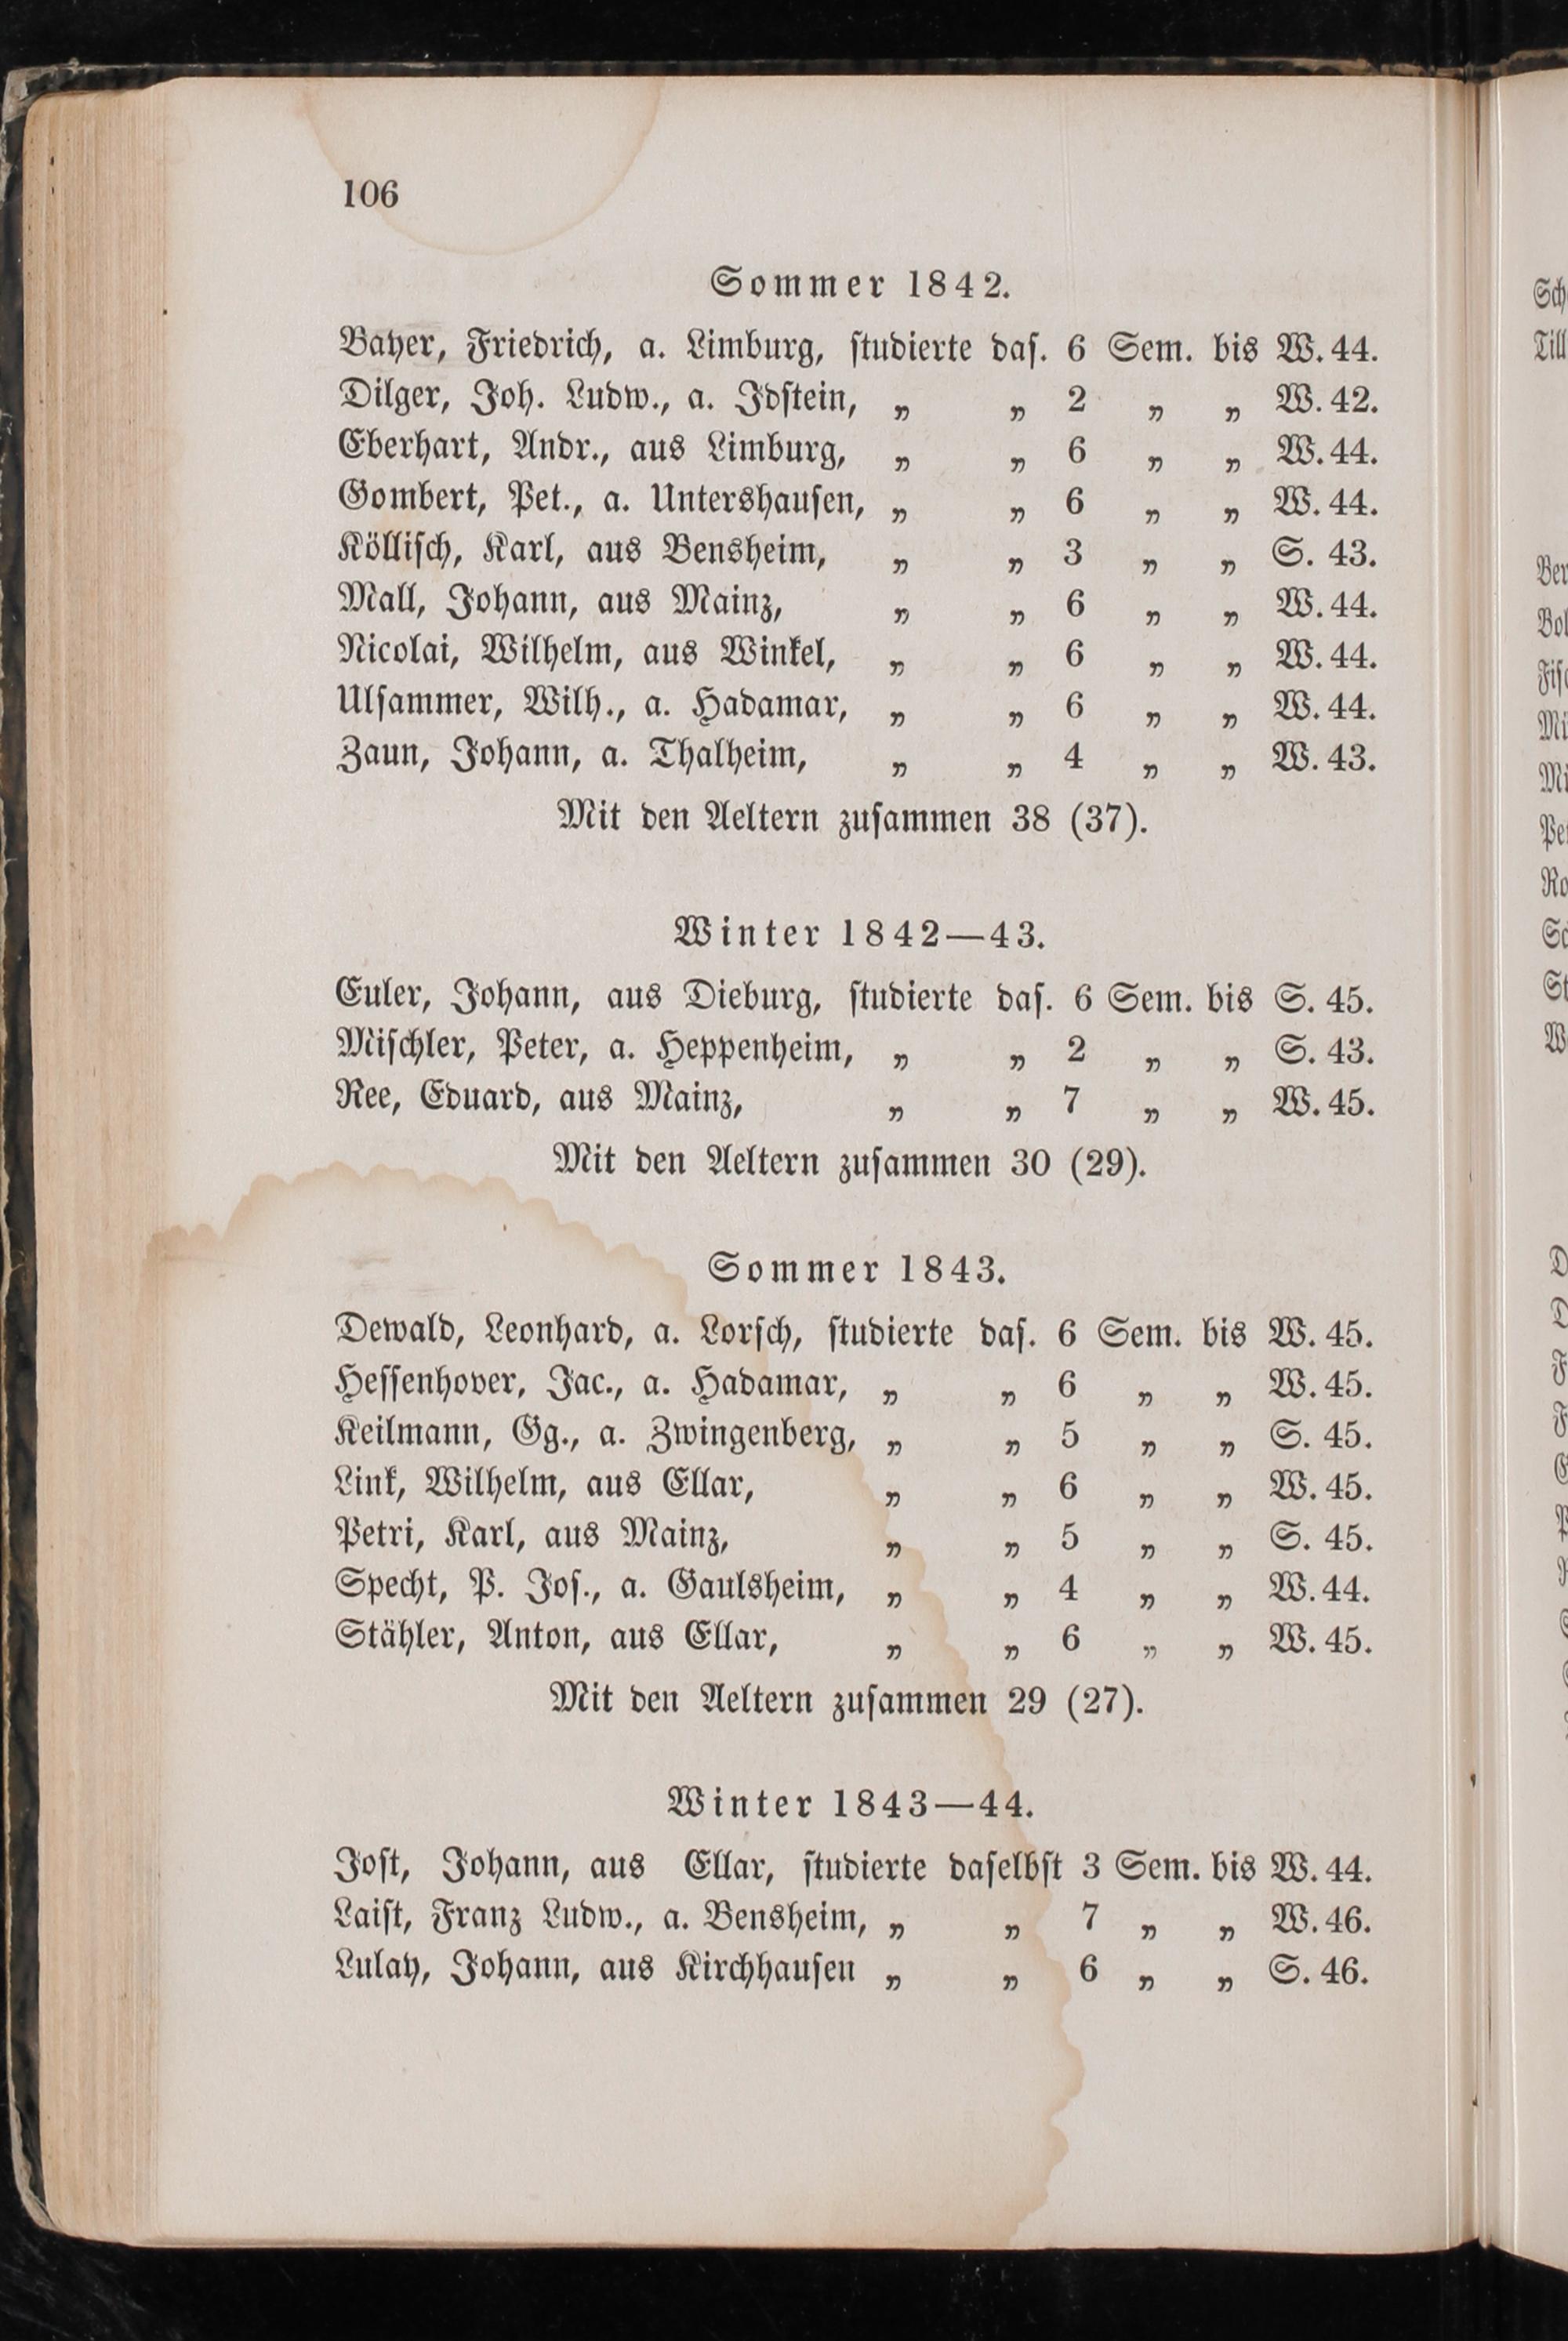 106
Sommer 1842.
Bayer, Friedrich, a. Limburg, studierte das. 6 Sem. bis W. 44.
Dilger, Joh. Ludw., a. Idstein, „ „ 2 „ „ W. 42.
Eberhart, Andr., aus Limburg, „ „ 6 „ „ W. 44.
Gombert, Pet., a. Untershausen, „ „ 6 „ „ W. 44.
Köllisch, Karl, aus Bensheim, „ „ 3 „ „ S. 43.
Mall, Johann, aus Mainz, „ „ 6 „ „ W. 44.
Nicolai, Wilhelm, aus Winkel, „ „ 6 „ „ W. 44.
Ulsammer, Wilh., a. Hadamar, „ „ 6 „ „ W. 44.
Zaun, Johann, a. Thalheim, „ „ 4 „ „ W. 43.
Mit den Aeltern zusammen 38 (37).
Winter 1842—43.
Euler, Johann, aus Dieburg, studierte das. 6 Sem. bis S. 45.
Mischler, Peter, a. Heppenheim, „ „ 2 „ „ S. 43.
Ree, Eduard, aus Mainz, „ „ 7 „ „ W. 45.
Mit den Aeltern zusammen 30 (29).
Sommer 1843.
Dewald, Leonhard, a. Lorsch, studierte das. 6 Sem. bis W. 45.
Hessenhover, Jac., a. Hadamar, „ „ 6 „ „ W. 45.
Keilmann, Gg., a. Zwingenberg, „ „ 5 „ „ S. 45.
Link, Wilhelm, aus Ellar, „ „ 6 „ „ W. 45.
Petri, Karl, aus Mainz, „ „ 5 „ „ S. 45.
Specht, P. Jos., a. Gaulsheim, „ „ 4 „ „ W. 44.
Stähler, Anton, aus Ellar, „ „ 6 „ „ W. 45.
Mit den Aeltern zusammen 29 (27).
Winter 1843—44.
Jost, Johann, aus Ellar, studierte daselbst 3 Sem. bis W. 44.
Laist, Franz Ludw., a. Bensheim, „ „ 7 „ „ W. 46.
Lulay, Johann, aus Kirchhausen „ „ 6 „ „ S. 46.